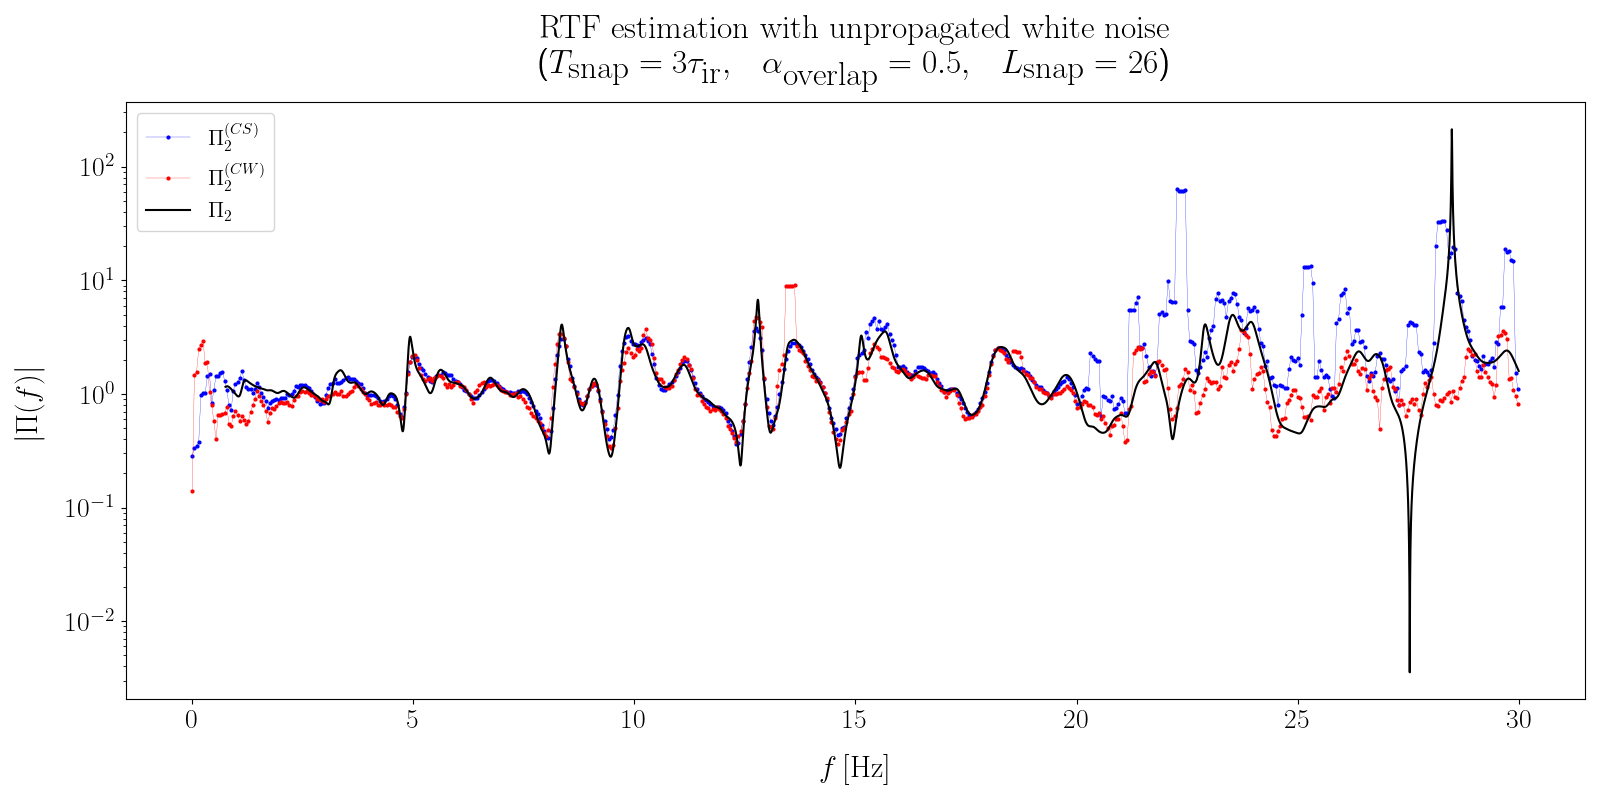 RTF estimation with unpropagated white noise
(T_snap = 3τ_ir, α_overlap = 0.5, L_snap = 26)
Π_2^(CS)
Π_2^(CW)
Π_2
|Π(f)|
10^2
10^1
10^0
10^−1
10^−2
0 5 10 15 20 25 30
f [Hz]